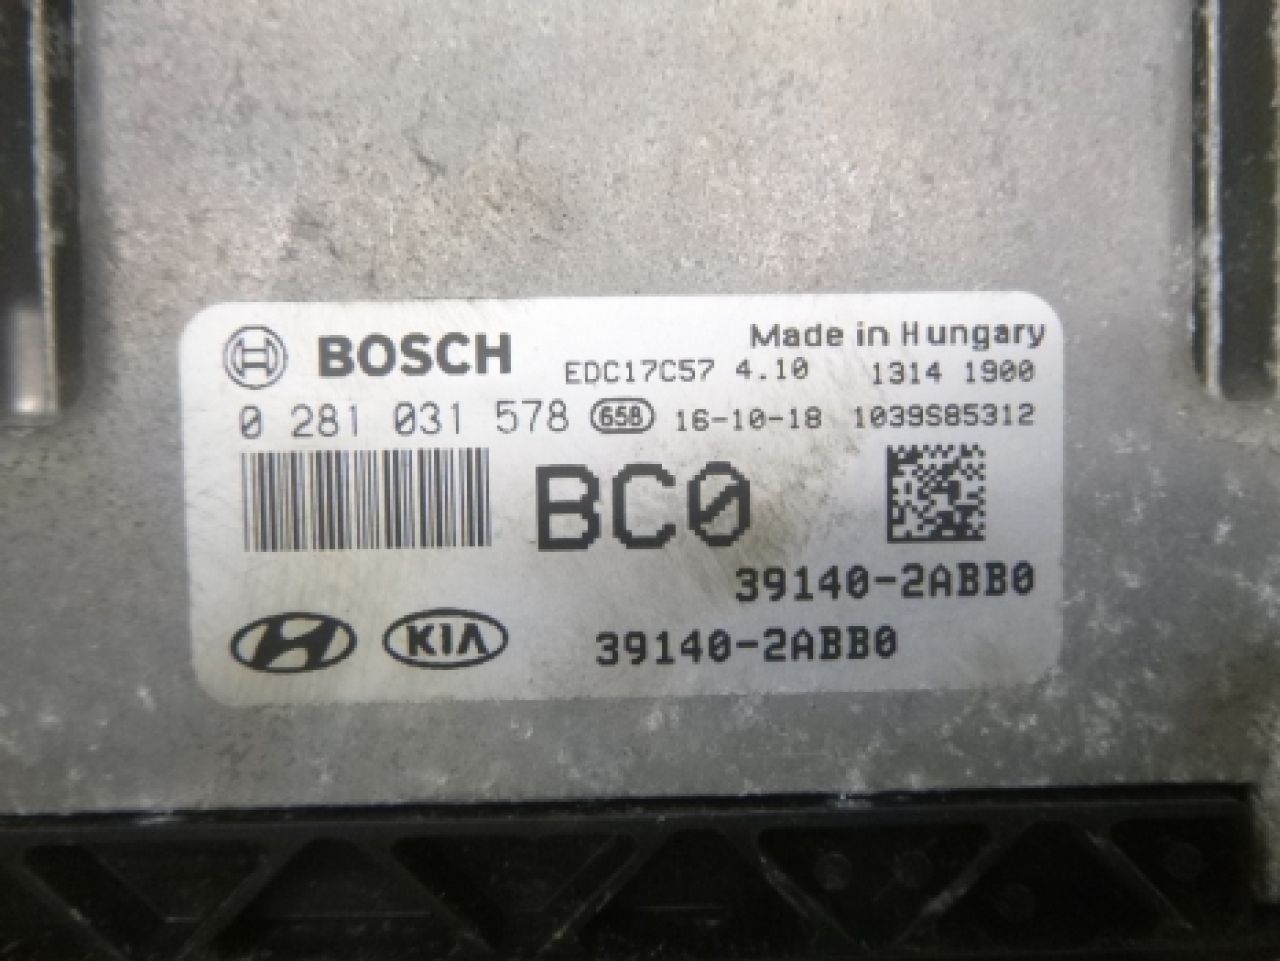 BOSCH
Made in Hungary
EDC17C57 4.10 1314 1900
0 281 031 578 658 16-10-18 1039S85312
BC0
39140-2ABB0
KIA 39140-2ABB0